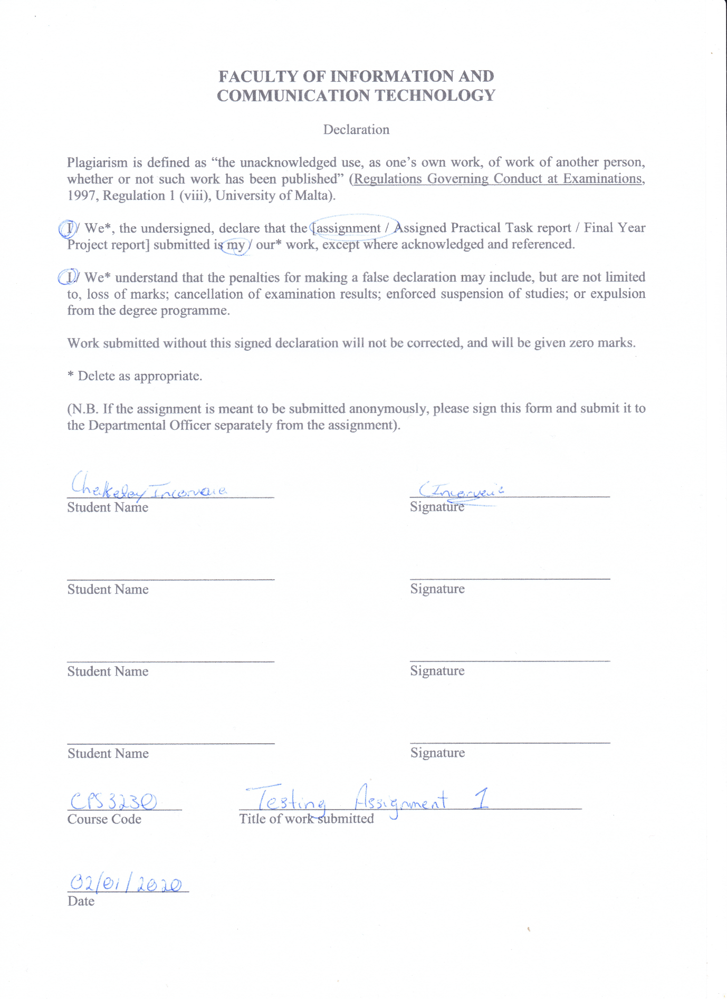 FACULTY OF INFORMATION AND
COMMUNICATION TECHNOLOGY
Declaration
Plagiarism is defined as “the unacknowledged use, as one’s own work, of work of another person,
whether or not such work has been published” (Regulations Governing Conduct at Examinations,
1997, Regulation 1 (viii), University of Malta).
I / We*, the undersigned, declare that the [assignment / Assigned Practical Task report / Final Year
Project report] submitted is my / our* work, except where acknowledged and referenced.
I / We* understand that the penalties for making a false declaration may include, but are not limited
to, loss of marks; cancellation of examination results; enforced suspension of studies; or expulsion
from the degree programme.
Work submitted without this signed declaration will not be corrected, and will be given zero marks.
* Delete as appropriate.
(N.B. If the assignment is meant to be submitted anonymously, please sign this form and submit it to
the Departmental Officer separately from the assignment).
Incorvaia CIncorvaia
Student Name Signature
Student Name Signature
Student Name Signature
Student Name Signature
CPS3230 Testing Assignment 1
Course Code Title of work submitted
02/01/2020
Date